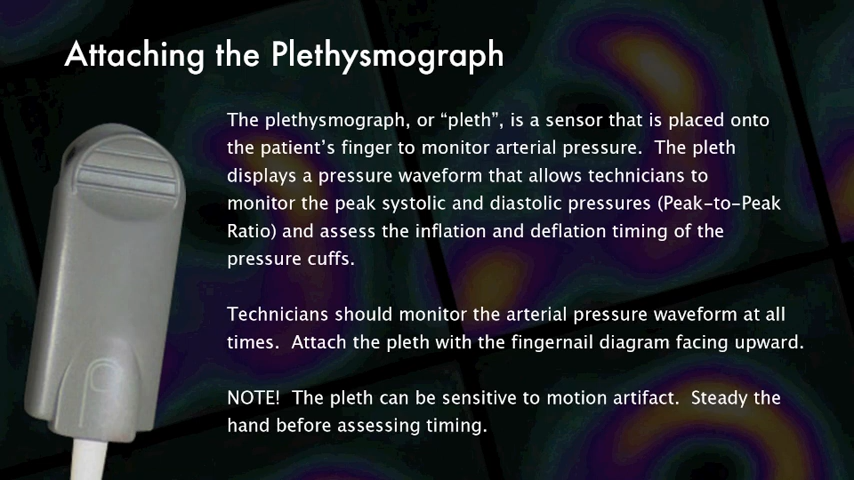 Attaching the Plethysmograph
The plethysmograph, or “pleth”, is a sensor that is placed onto
the patient’s finger to monitor arterial pressure.  The pleth
displays a pressure waveform that allows technicians to
monitor the peak systolic and diastolic pressures (Peak-to-Peak
Ratio) and assess the inflation and deflation timing of the
pressure cuffs.
Technicians should monitor the arterial pressure waveform at all
times.  Attach the pleth with the fingernail diagram facing upward.
NOTE!  The pleth can be sensitive to motion artifact.  Steady the
hand before assessing timing.